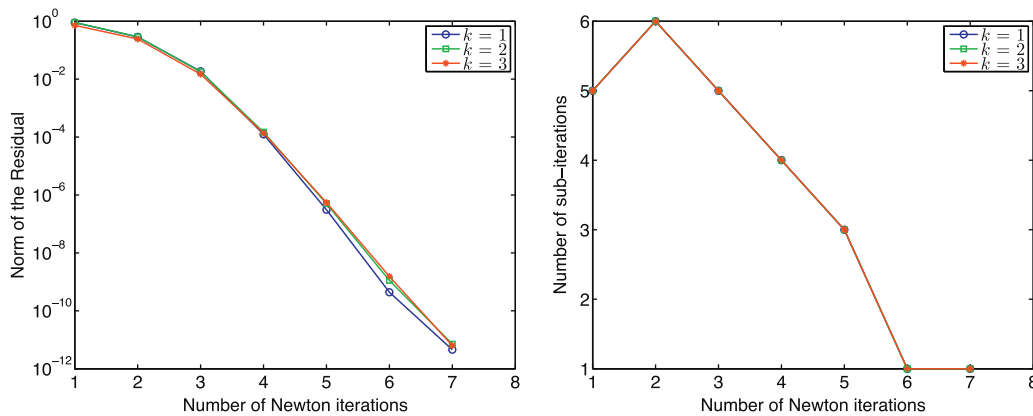 10^0
10^−2
10^−4
10^−6
10^−8
10^−10
10^−12
Norm of the Residual
1 2 3 4 5 6 7 8
Number of Newton iterations
k = 1
k = 2
k = 3
6
5
4
3
2
1
Number of sub−iterations
1 2 3 4 5 6 7 8
Number of Newton iterations
k = 1
k = 2
k = 3